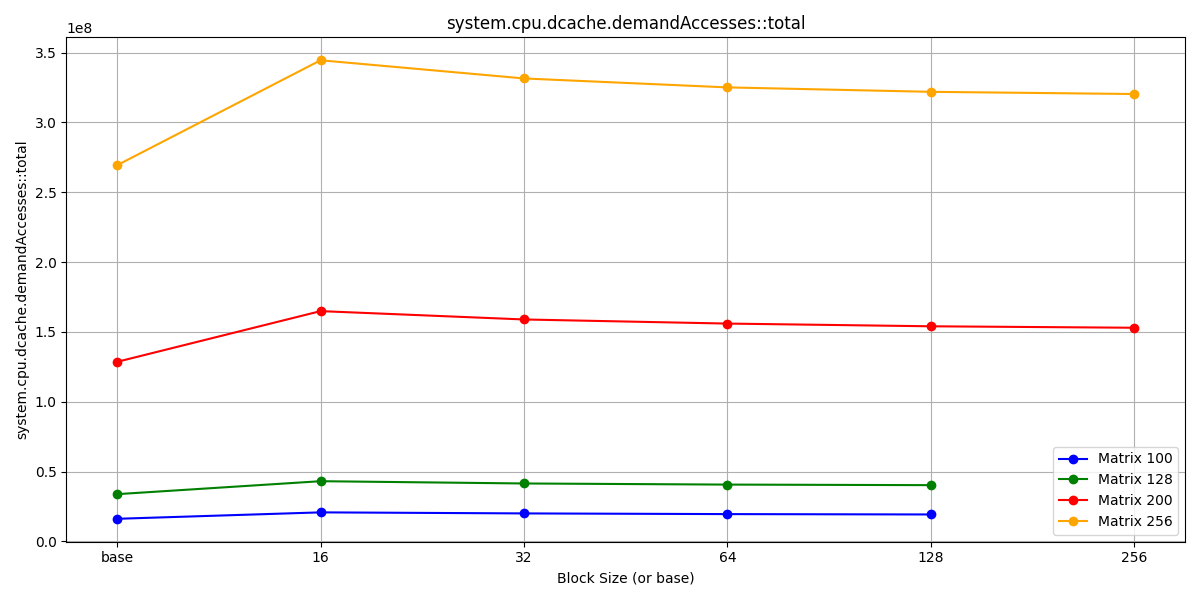 system.cpu.dcache.demandAccesses::total
1e8
system.cpu.dcache.demandAccesses::total
3.5
3.0
2.5
2.0
1.5
1.0
0.5
0.0
Matrix 100
Matrix 128
Matrix 200
Matrix 256
base 16 32 64 128 256
Block Size (or base)